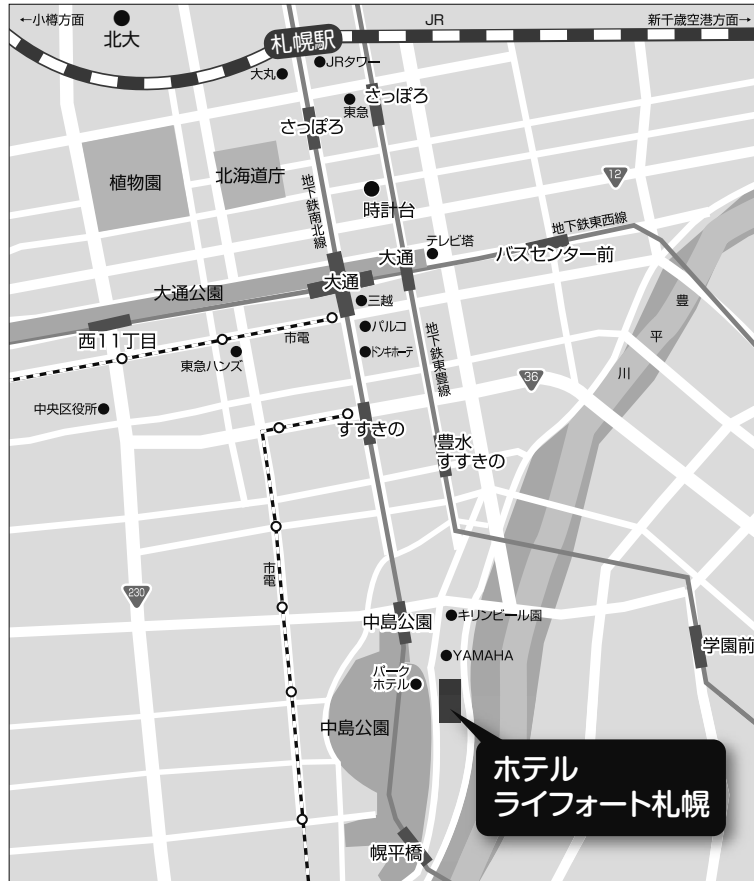 ←小樽方面
JR
新千歳空港方面→
北大
札幌駅
大丸
JRタワー
さっぽろ
東急
さっぽろ
植物園
北海道庁
地下鉄南北線
時計台
12
地下鉄東西線
テレビ塔
大通
バスセンター前
大通公園
大通
三越
豊平川
西11丁目
市電
パルコ
東急ハンズ
ドンキホーテ
地下鉄東豊線
36
中央区役所
すすきの
豊水
すすきの
市電
230
中島公園
キリンビール園
学園前
YAMAHA
パーク
ホテル
中島公園
ホテル
ライフォート札幌
幌平橋